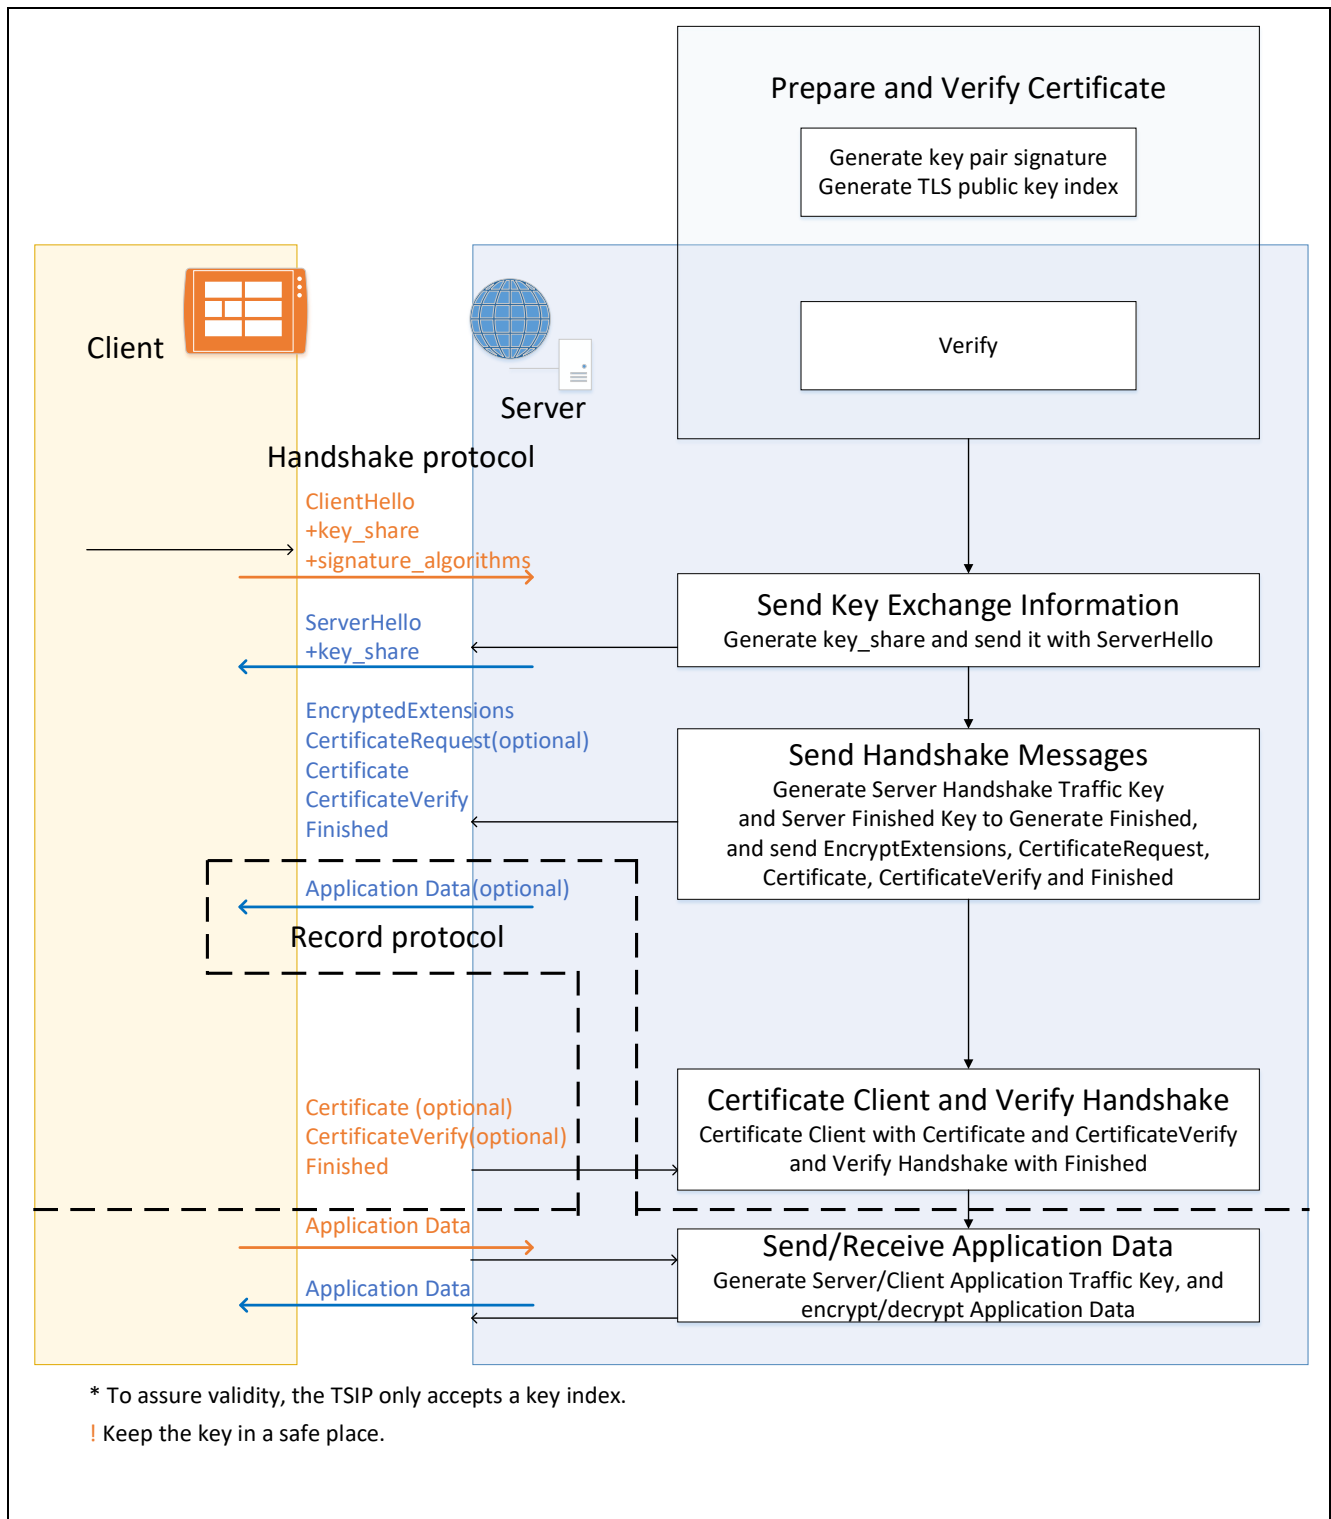 Prepare and Verify Certificate
Generate key pair signature
Generate TLS public key index
Client
Server
Verify
Handshake protocol
ClientHello
+key_share
+signature_algorithms
Send Key Exchange Information
Generate key_share and send it with ServerHello
ServerHello
+key_share
EncryptedExtensions
CertificateRequest(optional)
Certificate
CertificateVerify
Finished
Send Handshake Messages
Generate Server Handshake Traffic Key
and Server Finished Key to Generate Finished,
and send EncryptExtensions, CertificateRequest,
Certificate, CertificateVerify and Finished
Application Data(optional)
Record protocol
Certificate (optional)
CertificateVerify(optional)
Finished
Certificate Client and Verify Handshake
Certificate Client with Certificate and CertificateVerify
and Verify Handshake with Finished
Application Data
Application Data
Send/Receive Application Data
Generate Server/Client Application Traffic Key, and
encrypt/decrypt Application Data
* To assure validity, the TSIP only accepts a key index.
! Keep the key in a safe place.